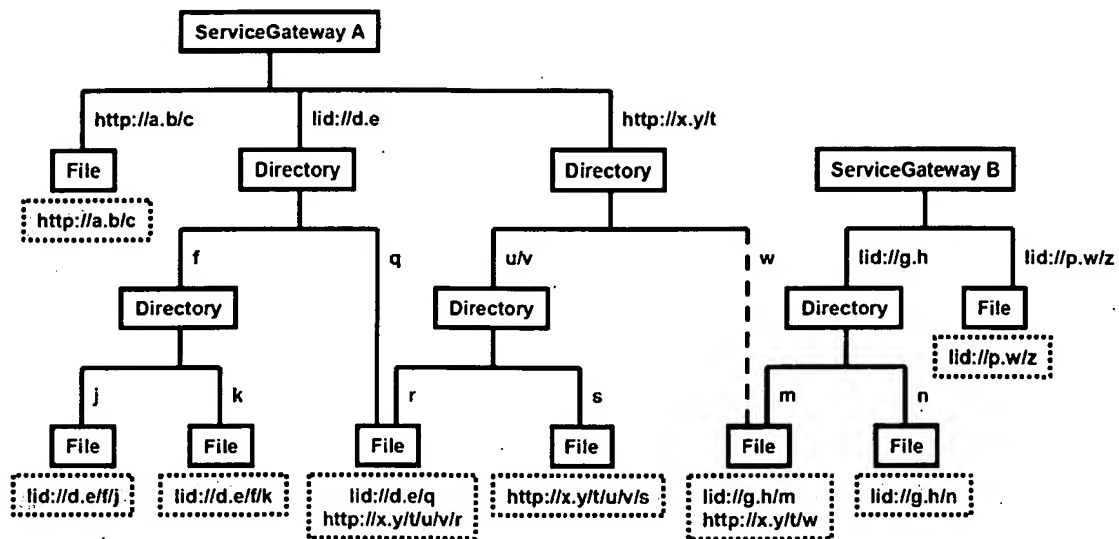 ServiceGateway A
http://a.b/c
lid://d.e
http://x.y/t
File
Directory
Directory
ServiceGateway B
http://a.b/c
f
q
u/v
w
lid://g.h
lid://p.w/z
Directory
Directory
Directory
File
lid://p.w/z
j
k
r
s
m
n
File
File
File
File
File
File
lid://d.e/f/j
lid://d.e/f/k
lid://d.e/q
http://x.y/t/u/v/r
http://x.y/t/u/v/s
lid://g.h/m
http://x.y/t/w
lid://g.h/n